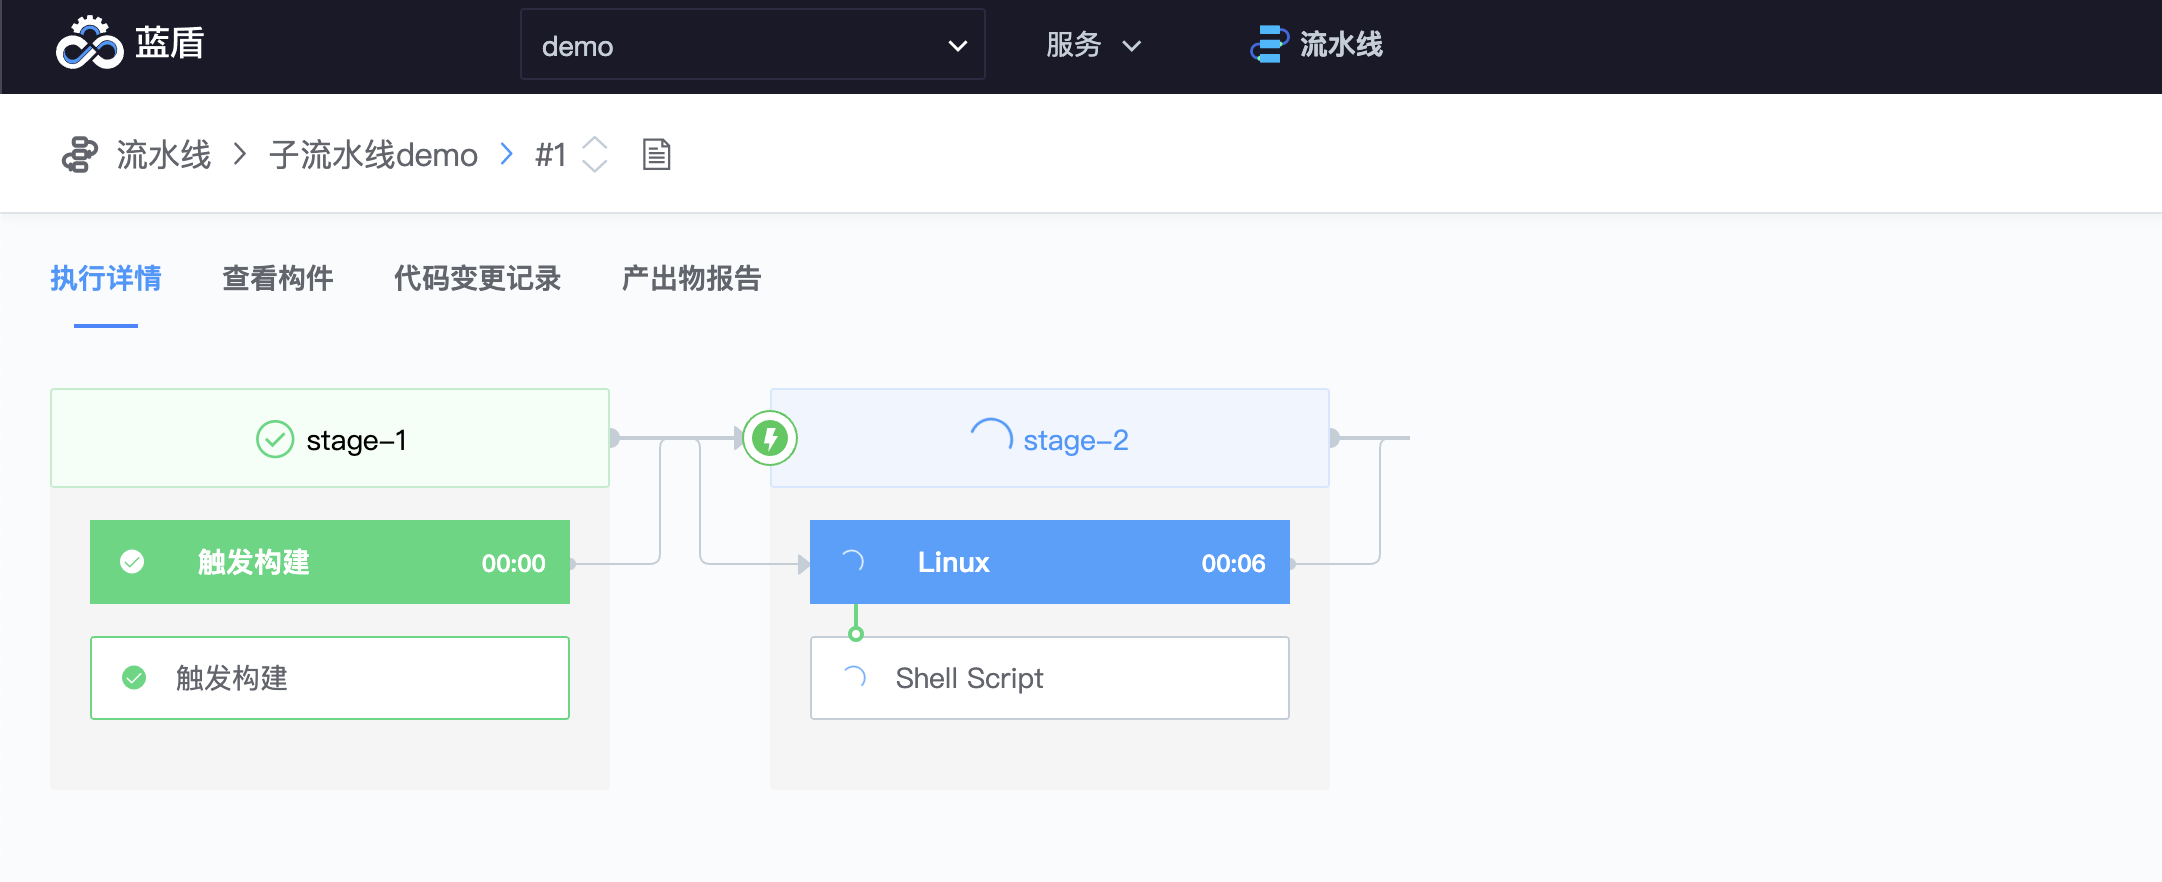 蓝盾
demo
服务
流水线
流水线
子流水线demo
#1
执行详情
查看构件
代码变更记录
产出物报告
stage-1
stage-2
触发构建
00:00
Linux
00:06
触发构建
Shell Script